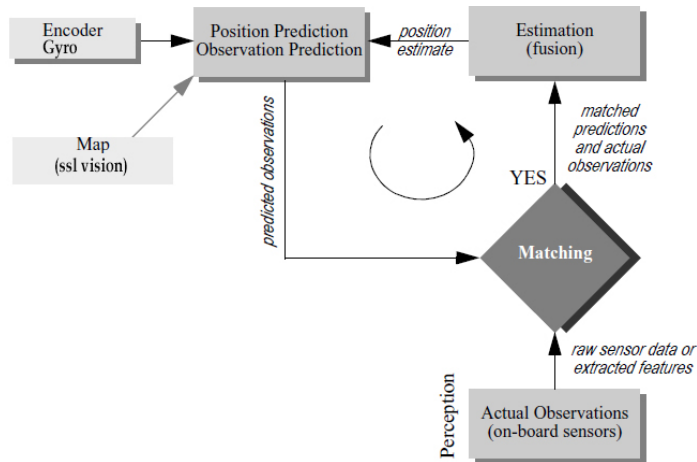 Encoder
Gyro
Position Prediction
Observation Prediction
position
estimate
Estimation
(fusion)
Map
(ssl vision)
predicted observations
matched
predictions
and actual
observations
YES
Matching
raw sensor data or
extracted features
Perception
Actual Observations
(on-board sensors)